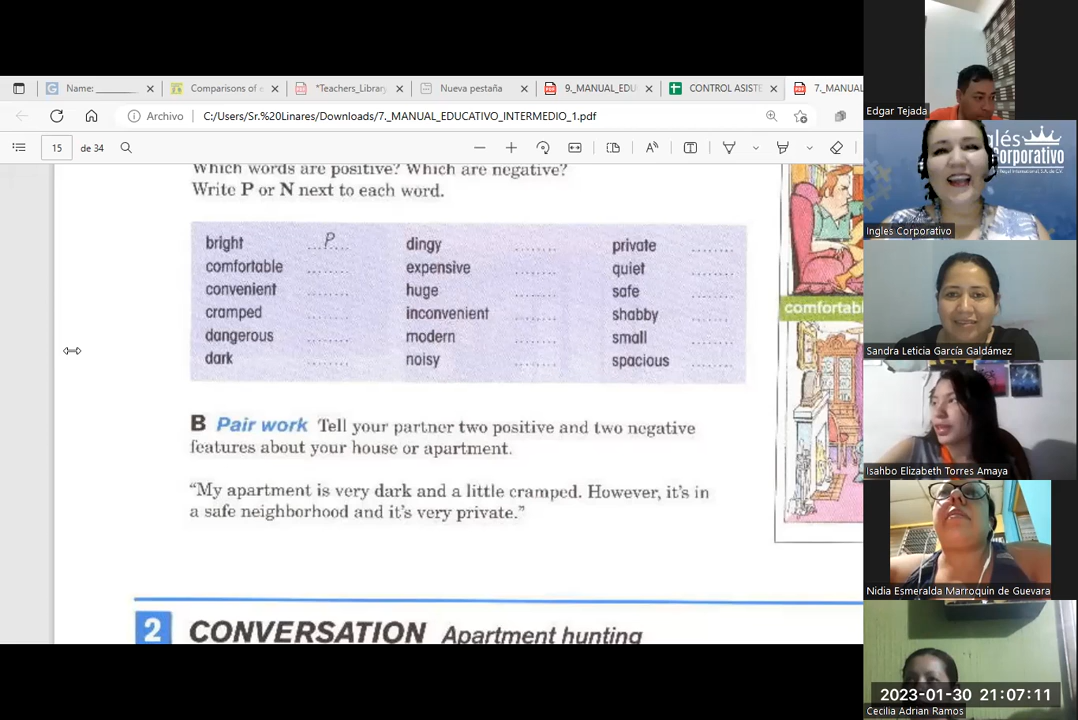 Name: ________
Comparisons of e
*Teachers_Library
Nueva pestaña
9._MANUAL_EDU
CONTROL ASISTE
7._MANUAL
Archivo
C:/Users/Sr.%20Linares/Downloads/7._MANUAL_EDUCATIVO_INTERMEDIO_1.pdf
15 de 34
Which words are positive? Which are negative?
Write P or N next to each word.
bright P dingy private
comfortable expensive quiet
convenient huge safe
cramped inconvenient shabby
dangerous modern small
dark noisy spacious
B Pair work Tell your partner two positive and two negative
features about your house or apartment.
"My apartment is very dark and a little cramped. However, it's in
a safe neighborhood and it's very private."
2 CONVERSATION Apartment hunting
comfortabl
Edgar Tejada
glés
Corporativo
Ingles Corporativo
Sandra Leticia García Galdámez
Isahbo Elizabeth Torres Amaya
Nidia Esmeralda Marroquin de Guevara
2023-01-30 21:07:11
Cecilia Adrian Ramos